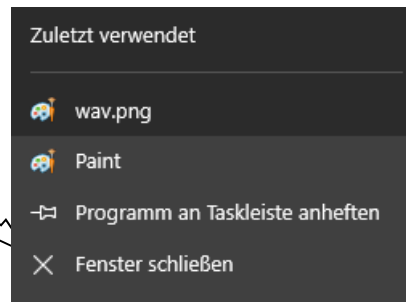 Zuletzt verwendet
wav.png
Paint
Programm an Taskleiste anheften
Fenster schließen